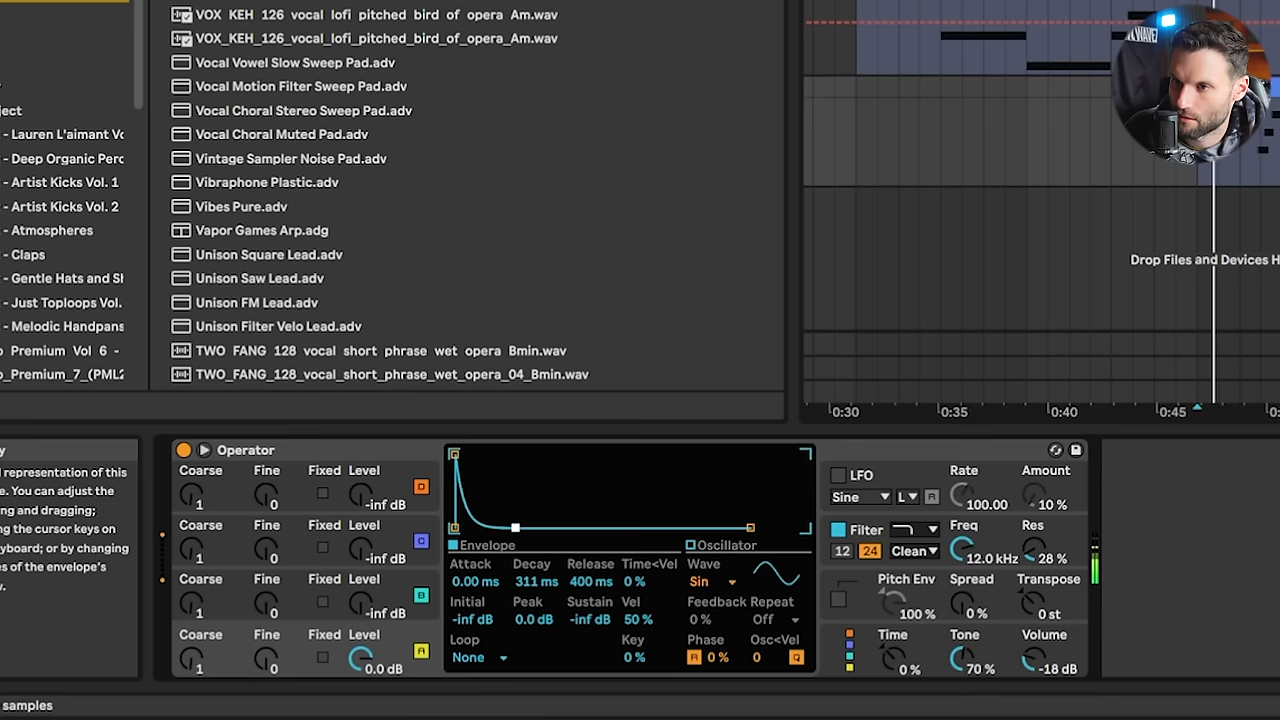 VOX_KEH_126_vocal_lofi_pitched_bird_of_opera_Am.wav
VOX_KEH_126_vocal_lofi_pitched_bird_of_opera_Am.wav
Vocal Vowel Slow Sweep Pad.adv
Vocal Motion Filter Sweep Pad.adv
ject
Vocal Choral Stereo Sweep Pad.adv
- Lauren L'aimant Vo
Vocal Choral Muted Pad.adv
- Deep Organic Perc
Vintage Sampler Noise Pad.adv
- Artist Kicks Vol. 1
Vibraphone Plastic.adv
- Artist Kicks Vol. 2
Vibes Pure.adv
- Atmospheres
Vapor Games Arp.adg
- Claps
Unison Square Lead.adv
Drop Files and Devices H
- Gentle Hats and Sh
Unison Saw Lead.adv
- Just Toploops Vol.
Unison FM Lead.adv
- Melodic Handpans
Unison Filter Velo Lead.adv
Premium Vol 6 -
TWO_FANG_128_vocal_short_phrase_wet_opera_Bmin.wav
_Premium_7_(PML2
TWO_FANG_128_vocal_short_phrase_wet_opera_04_Bmin.wav
0:30 0:35 0:40 0:45 0:
y
representation of this
e. You can adjust the
ng and dragging;
ng the cursor keys on
yboard; or by changing
es of the envelope's
Operator
Coarse Fine Fixed Level
1 0 -inf dB D
Coarse Fine Fixed Level
1 0 -inf dB C
Coarse Fine Fixed Level
1 0 -inf dB B
Coarse Fine Fixed Level
1 0 0.0 dB A
Envelope Oscillator
Attack Decay Release Time<Vel Wave
0.00 ms 311 ms 400 ms 0 % Sin
Initial Peak Sustain Vel Feedback Repeat
-inf dB 0.0 dB -inf dB 50 % 0 % Off
Loop Key Phase Osc<Vel
None 0 % R 0 % 0 Q
LFO Rate Amount
Sine L R 100.00 10 %
Filter Freq Res
12 24 Clean 12.0 kHz 28 %
Pitch Env Spread Transpose
100 % 0 % 0 st
Time Tone Volume
0 % 70 % -18 dB
samples